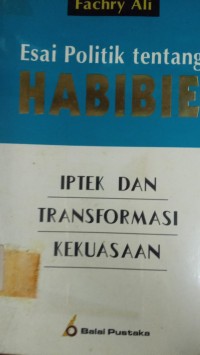 Fachry Ali
Esai Politik tentang
HABIBIE
IPTEK DAN
TRANSFORMASI
KEKUASAAN
Balai Pustaka